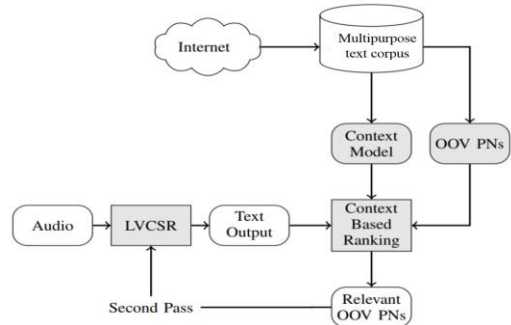 Internet
Multipurpose
text corpus
Context
Model
OOV PNs
Audio
LVCSR
Text
Output
Context
Based
Ranking
Second Pass
Relevant
OOV PNs